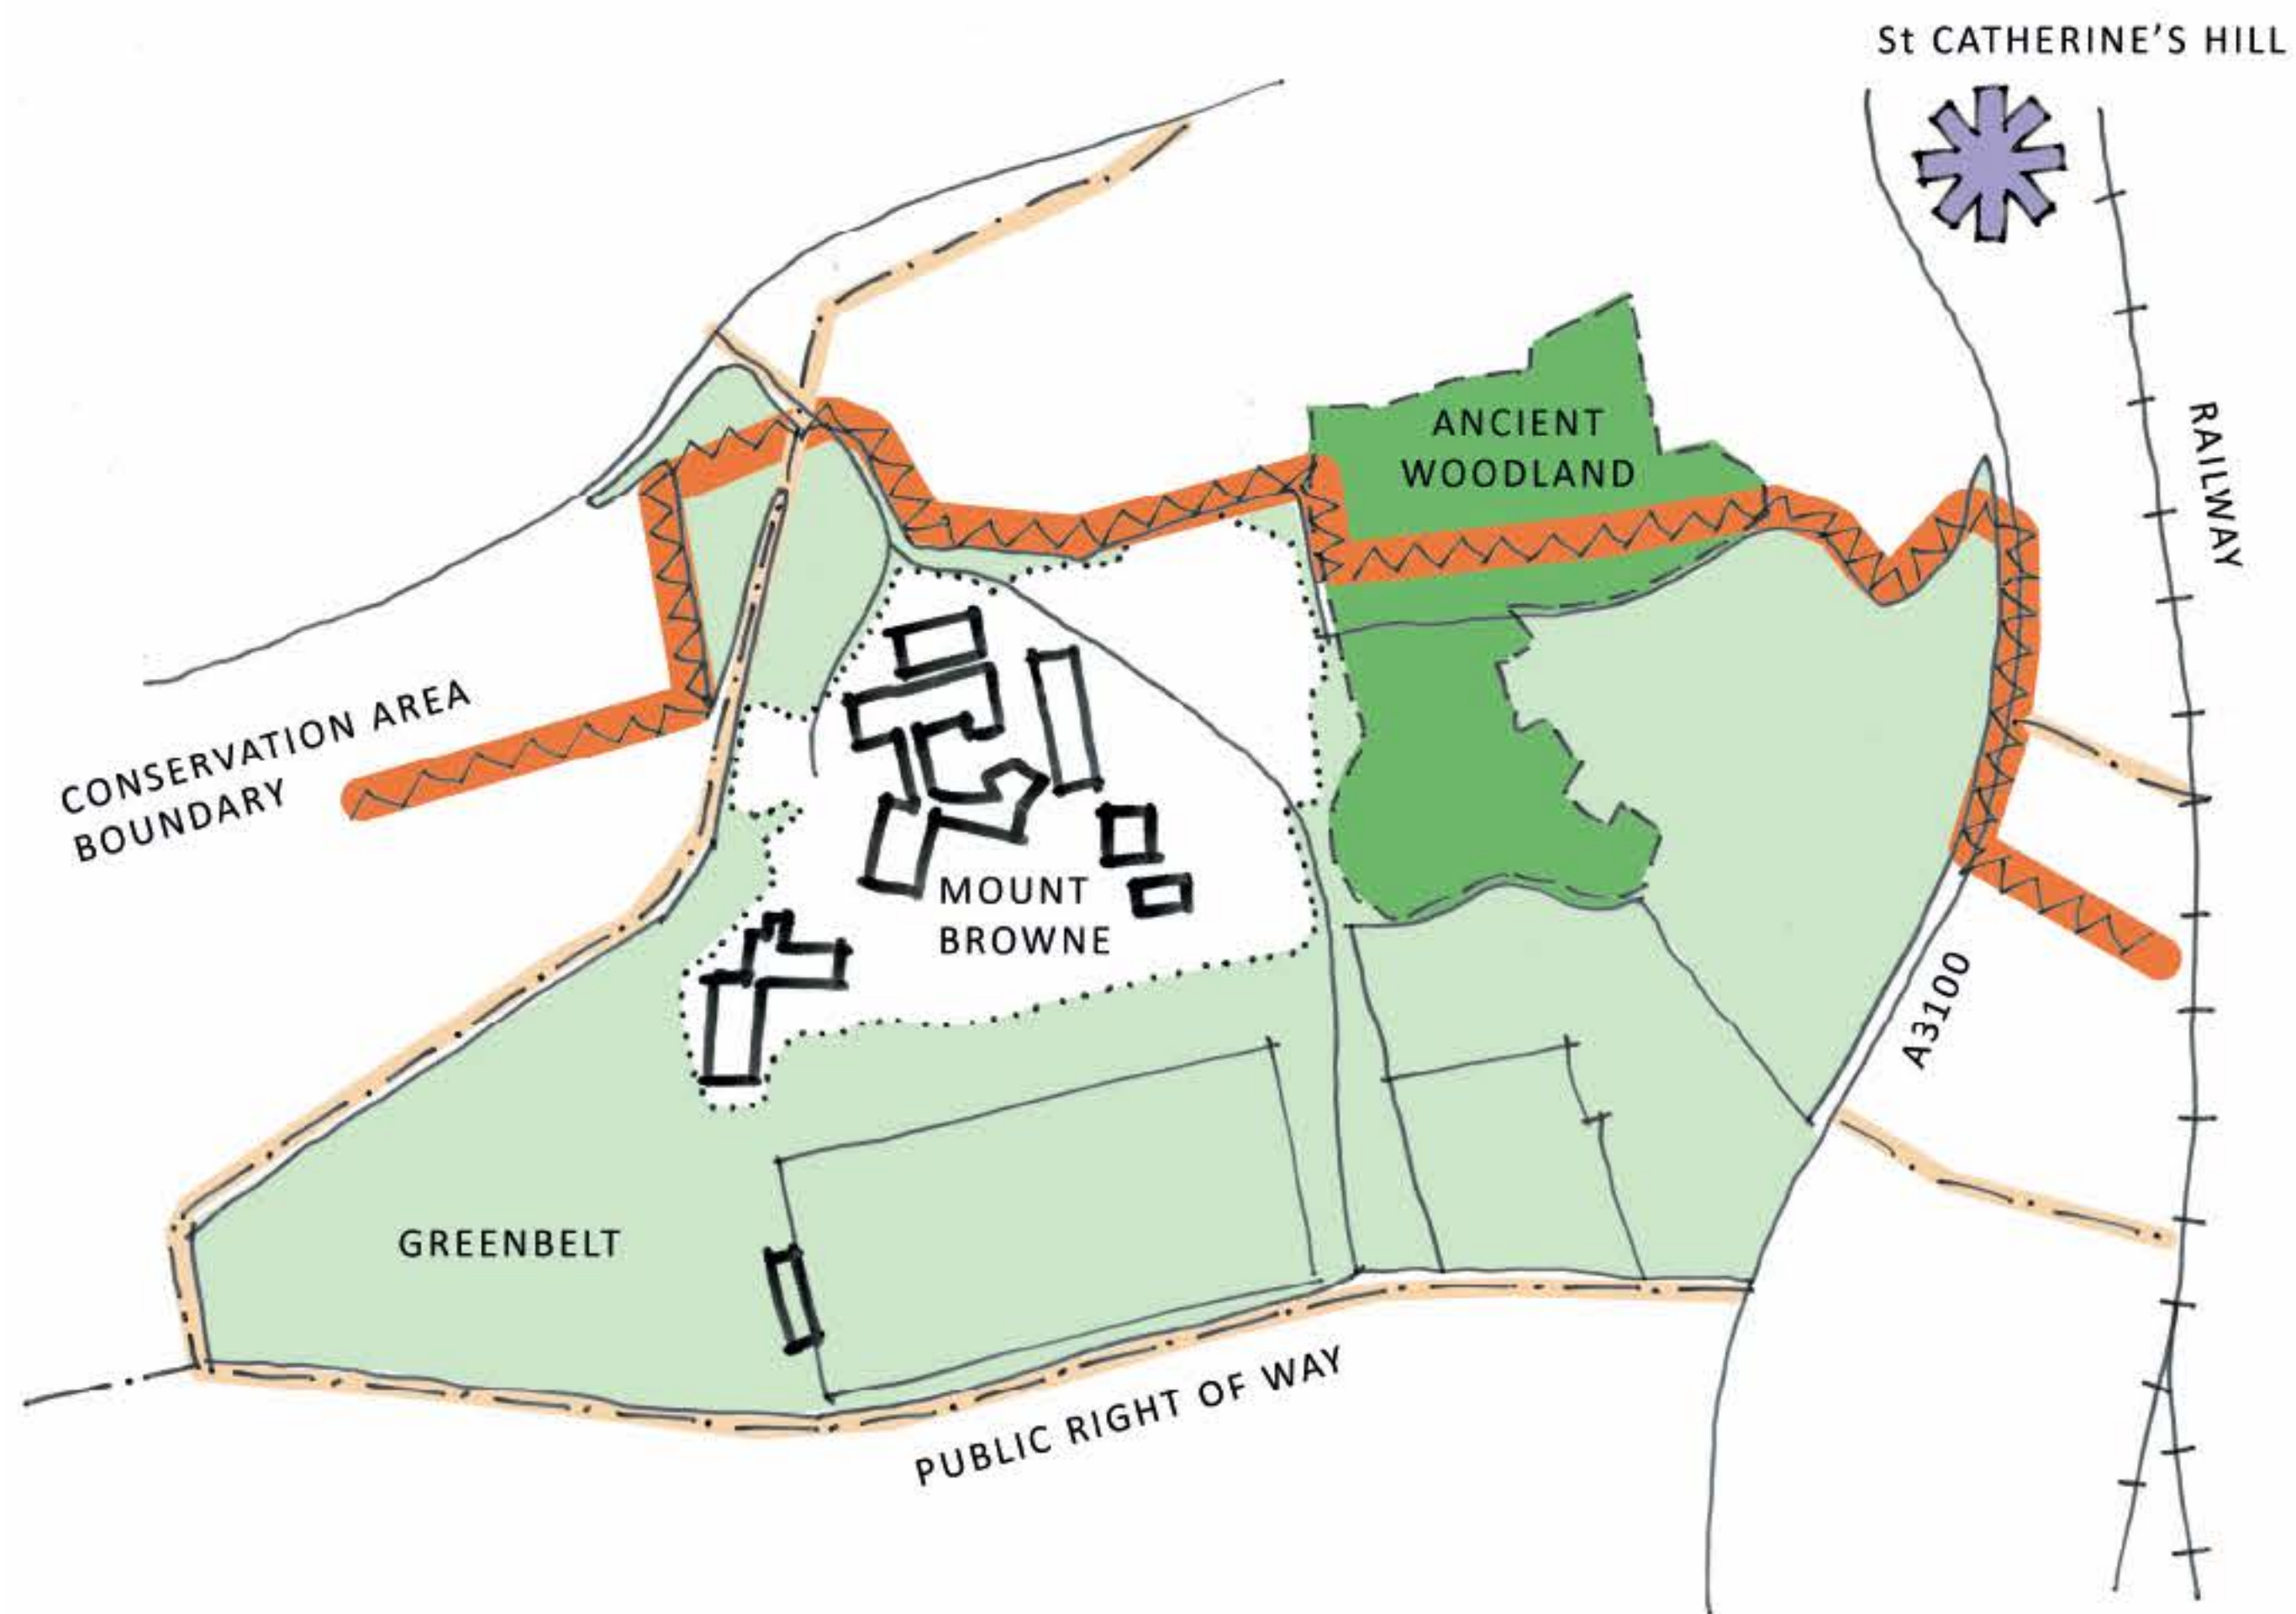 St CATHERINE'S HILL
ANCIENT
WOODLAND
RAILWAY
CONSERVATION AREA
BOUNDARY
MOUNT
BROWNE
A3100
GREENBELT
PUBLIC RIGHT OF WAY